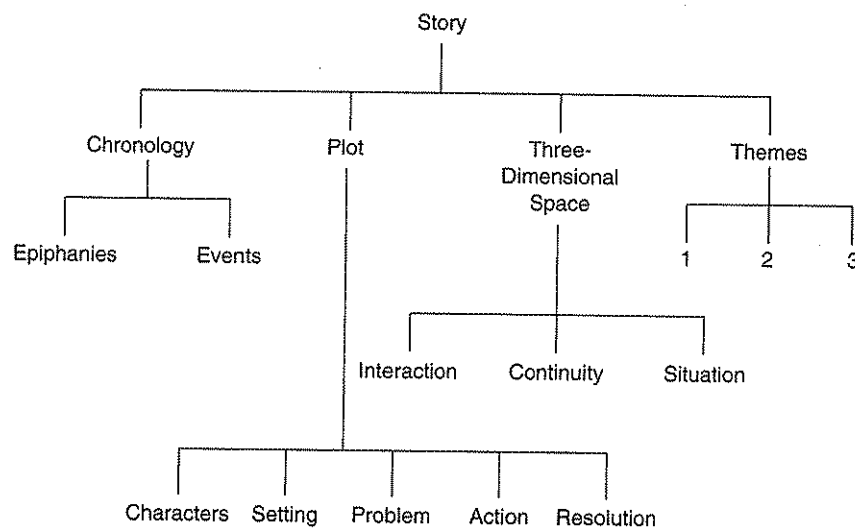 Story
Chronology
Plot
Three-
Dimensional
Space
Themes
Epiphanies
Events
1
2
3
Interaction
Continuity
Situation
Characters
Setting
Problem
Action
Resolution